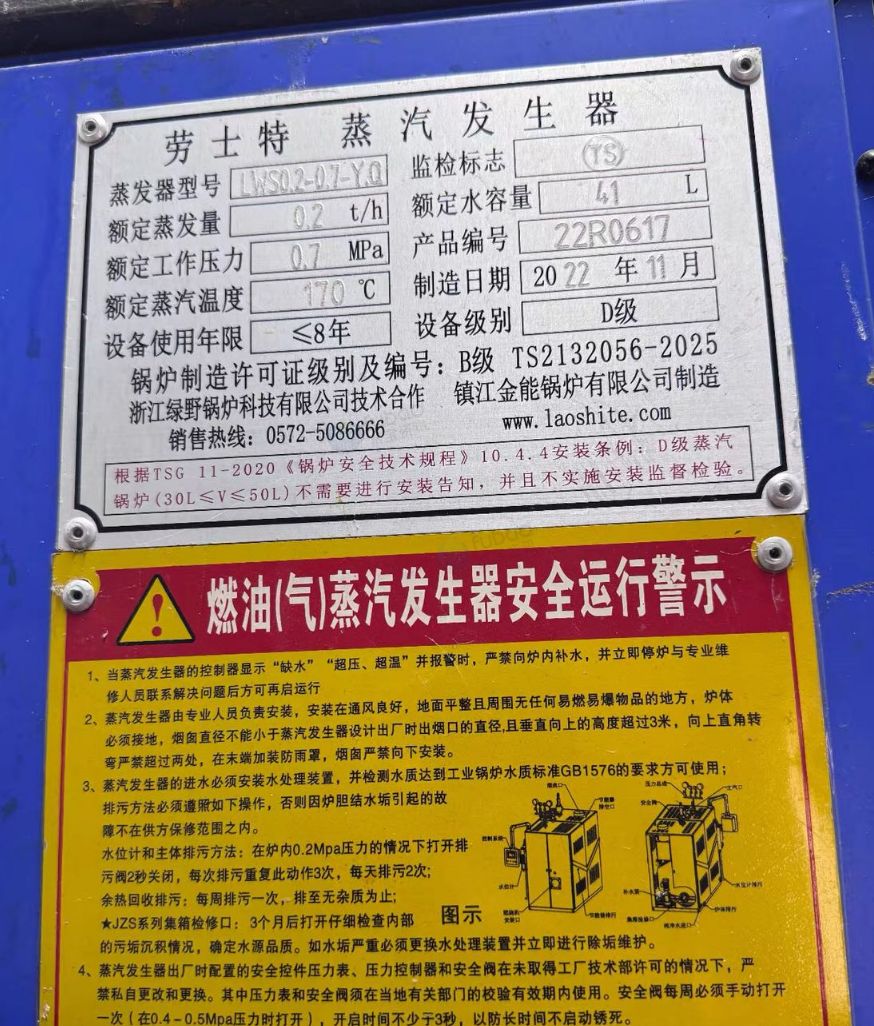 劳士特 蒸汽发生器
蒸发器型号 LWS0.2-0.7-Y.Q 监检标志 TS
额定蒸发量 0.2 t/h 额定水容量 41 L
额定工作压力 0.7 MPa 产品编号 22R0617
额定蒸汽温度 170 ℃ 制造日期 2022年11月
设备使用年限 ≤8年 设备级别 D级
锅炉制造许可证级别及编号：B级 TS2132056-2025
浙江绿野锅炉科技有限公司技术合作 镇江金能锅炉有限公司制造
销售热线：0572-5086666 www.laoshite.com
根据TSG 11-2020《锅炉安全技术规程》10.4.4安装条例：D级蒸汽
锅炉(30L≤V≤50L)不需要进行安装告知，并且不实施安装监督检验。
燃油(气)蒸汽发生器安全运行警示
1、当蒸汽发生器的控制器显示“缺水”“超压、超温”并报警时，严禁向炉内补水，并立即停炉与专业维
修人员联系解决问题后方可再启运行
2、蒸汽发生器由专业人员负责安装，安装在通风良好，地面平整且周围无任何易燃易爆物品的地方，炉体
必须接地，烟囱直径不能小于蒸汽发生器设计出厂时出烟口的直径,且垂直向上的高度超过3米，向上直角转
弯严禁超过两处，在末端加装防雨罩，烟囱严禁向下安装。
3、蒸汽发生器的进水必须安装水处理装置，并检测水质达到工业锅炉水质标准GB1576的要求方可使用；
排污方法必须遵照如下操作，否则因炉胆结水垢引起的故
障不在供方保修范围之内。
水位计和主体排污方法：在炉内0.2Mpa压力的情况下打开排
污阀2秒关闭，每次排污重复此动作3次，每天排污2次；
余热回收排污：每周排污一次，排至无杂质为止；
★JZS系列集箱检修口：3个月后打开仔细检查内部
的污垢沉积情况，确定水源品质。如水垢严重必须更换水处理装置并立即进行除垢维护。
图示
控制系统
水位计
安全阀
补水泵
水位计排污
炉体排污
4、蒸汽发生器出厂时配置的安全控件压力表、压力控制器和安全阀在未取得工厂技术部许可的情况下，严
禁私自更改和更换。其中压力表和安全阀须在当地有关部门的校验有效期内使用。安全阀每周必须手动打开
一次（在0.4-0.5Mpa压力时打开），开启时间不少于3秒，以防长时间不启动锈死。